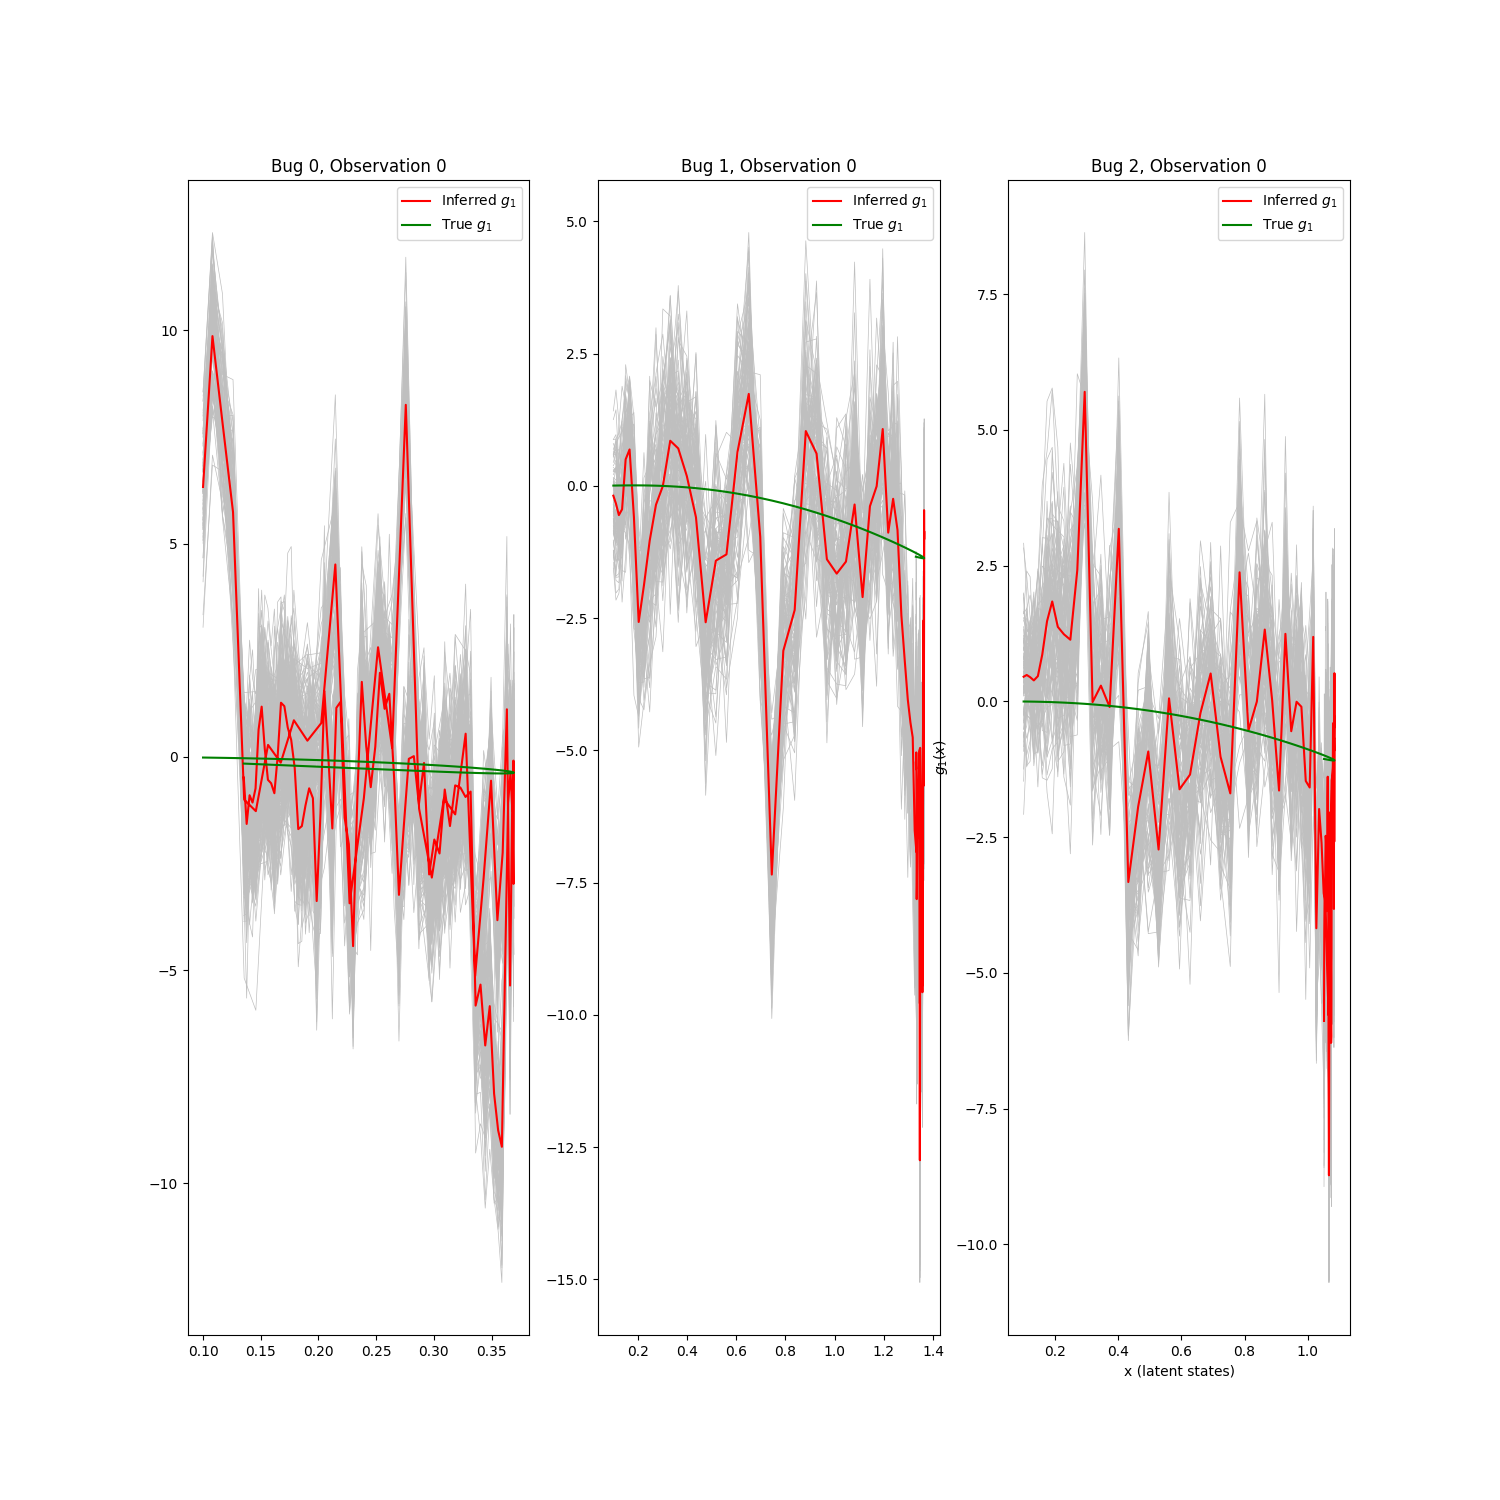 Bug 0, Observation 0
Inferred g₁
True g₁
10
5
0
−5
−10
0.10 0.15 0.20 0.25 0.30 0.35
Bug 1, Observation 0
Inferred g₁
True g₁
5.0
2.5
0.0
−2.5
−5.0
−7.5
−10.0
−12.5
−15.0
0.2 0.4 0.6 0.8 1.0 1.2 1.4
Bug 2, Observation 0
Inferred g₁
True g₁
g₁(x)
7.5
5.0
2.5
0.0
−2.5
−5.0
−7.5
−10.0
0.2 0.4 0.6 0.8 1.0
x (latent states)